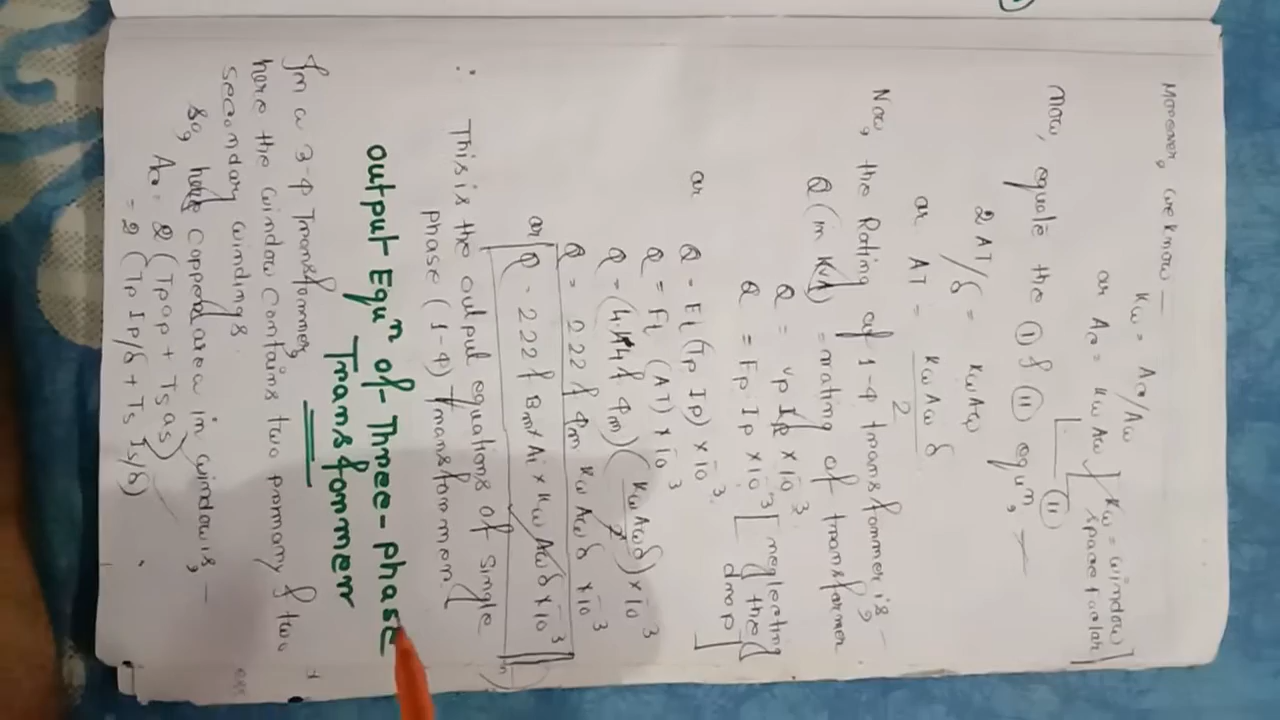 Moreover, we know —
Kw = Ac/Aw
or Ac = Kw Aw [Kw = window space factor]
(II)
Now, equate the (I) & (II) equn, —
2AT/δ = Kw Aw
or AT = Kw Aw δ / 2
Now, the Rating of 1-φ transformer is, —
Q (in KVA) = rating of transformer
Q = Vp Ip × 10⁻³
Q = Ep Ip × 10⁻³ [neglecting the drop]
or Q = Et (Tp Ip) × 10⁻³
Q = Et (AT) × 10⁻³
Q = (4.44 f φm) (Kw Aw δ / 2) × 10⁻³
Q = 2.22 f φm Kw Aw δ × 10⁻³
or Q = 2.22 f Bm × Ai × Kw Aw δ × 10⁻³
∴ This is the output equations of single
phase (1-φ) Transformer.
Output Equn of Three-phase
Transformer
In a 3-φ Transformer
here the window contains two primary & two
secondary windings.
so, here copper area in window is, —
Ac = 2 (Tp ap + Ts as)
= 2 (Tp Ip/δ + Ts Is/δ)